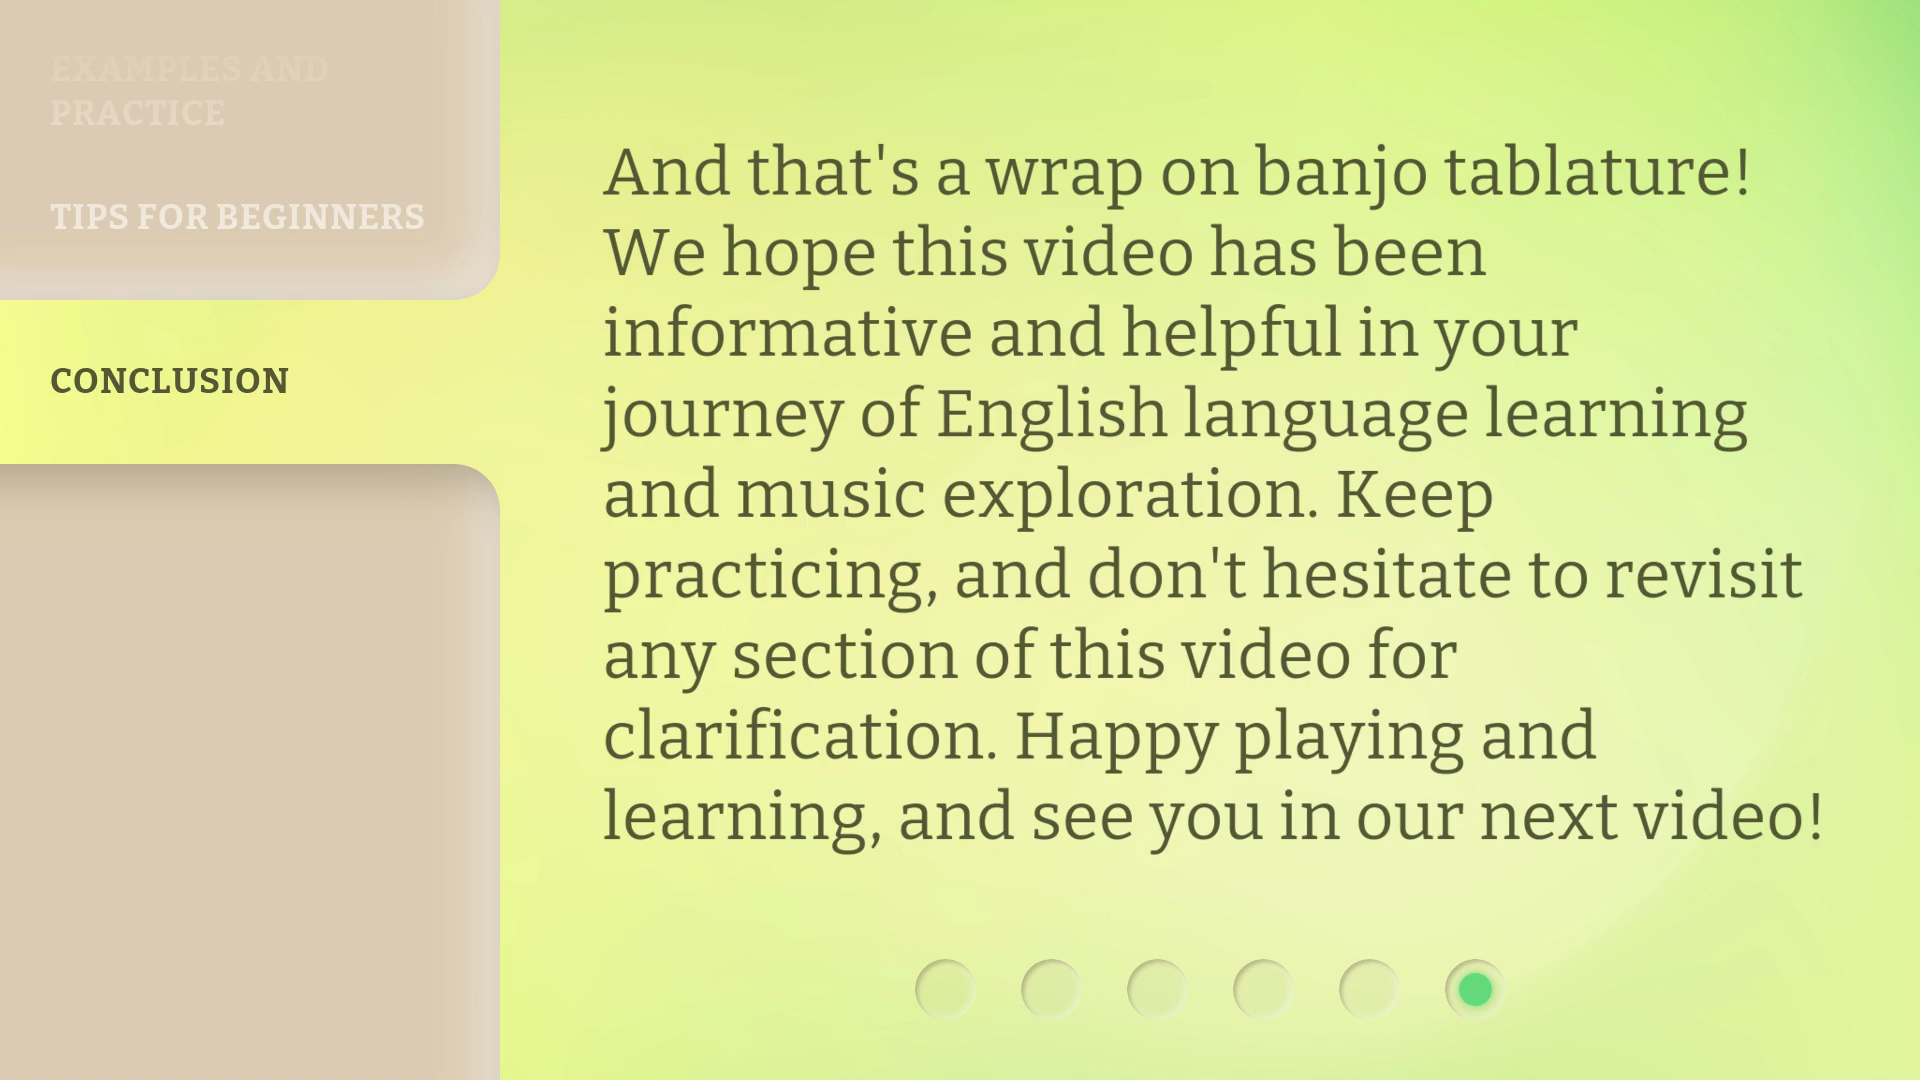 EXAMPLES AND
PRACTICE
TIPS FOR BEGINNERS
CONCLUSION
And that's a wrap on banjo tablature!
We hope this video has been
informative and helpful in your
journey of English language learning
and music exploration. Keep
practicing, and don't hesitate to revisit
any section of this video for
clarification. Happy playing and
learning, and see you in our next video!